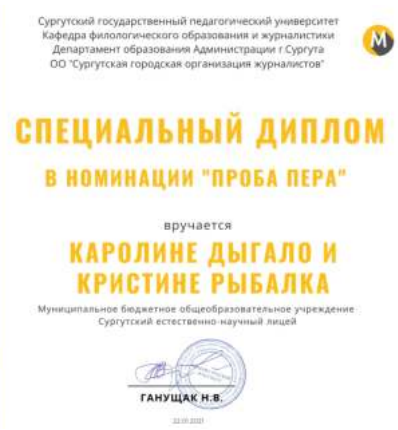 Сургутский государственный педагогический университет
Кафедра филологического образования и журналистики
Департамент образования Администрации г.Сургута
ОО "Сургутская городская организация журналистов"
М
СПЕЦИАЛЬНЫЙ ДИПЛОМ
В НОМИНАЦИИ "ПРОБА ПЕРА"
вручается
КАРОЛИНЕ ДЫГАЛО И
КРИСТИНЕ РЫБАЛКА
Муниципальное бюджетное общеобразовательное учреждение
Сургутский естественно-научный лицей
ГАНУЩАК Н.В.